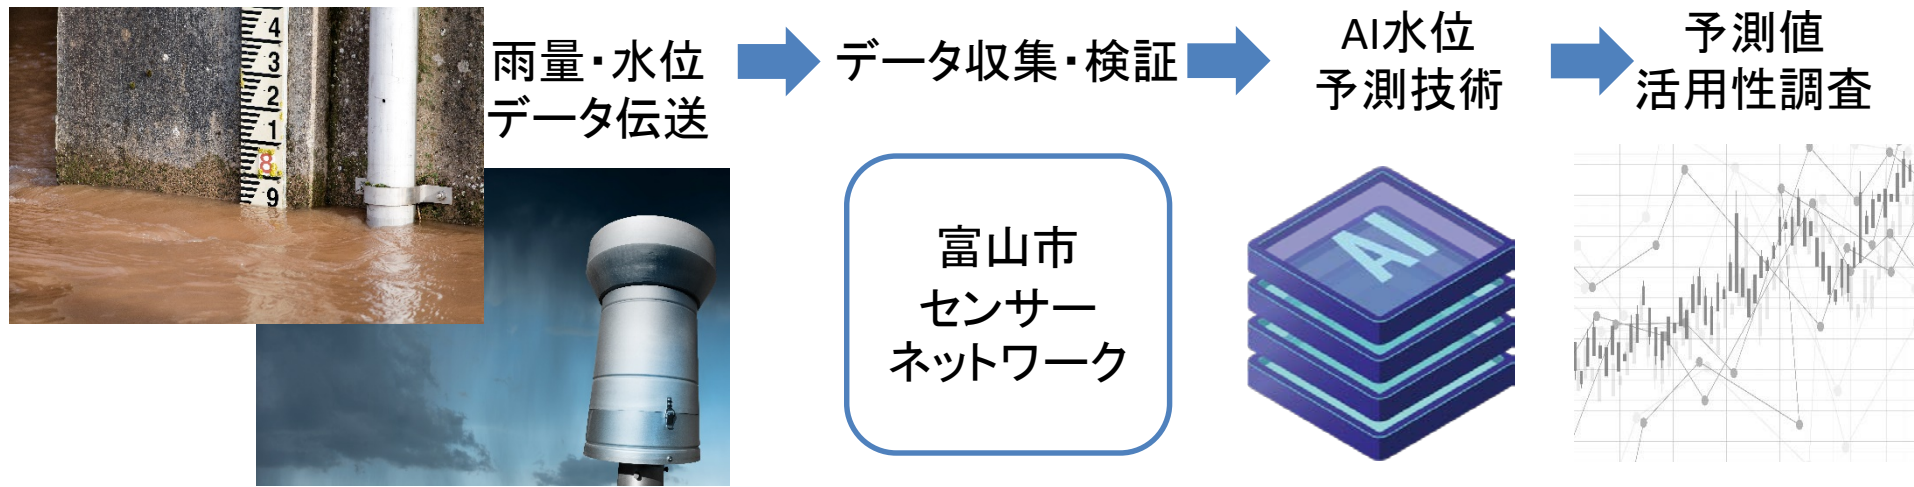 雨量・水位
データ伝送
データ収集・検証
AI水位
予測技術
予測値
活用性調査
4
3
2
1
8
9
富山市
センサー
ネットワーク
AI